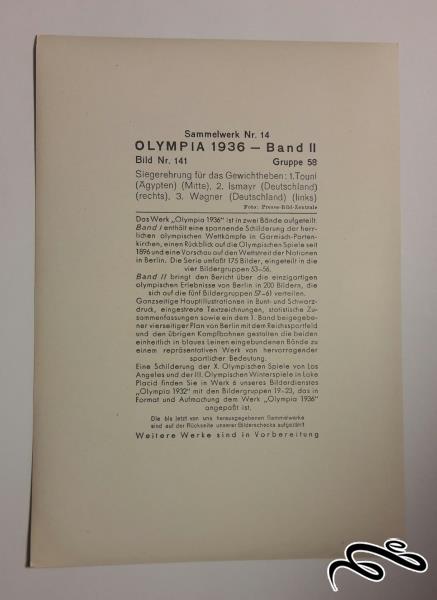 Sammelwerk Nr. 14
OLYMPIA 1936 — Band II
Bild Nr. 141 Gruppe 58
Siegerehrung für das Gewichtheben: 1. Touni
(Ägypten) (Mitte), 2. Ismayr (Deutschland)
(rechts), 3. Wagner (Deutschland) (links)
Foto: Presse-Bild-Zentrale
Das Werk „Olympia 1936" ist in zwei Bände aufgeteilt.
Band I enthält eine spannende Schilderung der herr-
lichen olympischen Wettkämpfe in Garmisch-Parten-
kirchen, einen Rückblick auf die Olympischen Spiele seit
1896 und eine Vorschau auf den Weltstreit der Nationen
in Berlin. Die Serie umfaßt 175 Bilder, eingeteilt in die
vier Bildergruppen 53–56.
Band II bringt den Bericht über die einzigartigen
olympischen Erlebnisse von Berlin in 200 Bildern, die
sich auf die fünf Bildergruppen 57–61 verteilen.
Ganzseitige Hauptillustrationen in Bunt- und Schwarz-
druck, eingestreute Textzeichnungen, statistische Zu-
sammenfassungen sowie ein dem 1. Band beigegebe-
ner vierseitiger Plan von Berlin mit dem Reichssportfeld
und den übrigen Kampfbahnen gestalten die beiden
einheitlich in blaues Leinen eingebundenen Bände zu
einem repräsentativen Werk von hervorragender
sportlicher Bedeutung.
Eine Schilderung der X. Olympischen Spiele von Los
Angeles und der III. Olympischen Winterspiele in Lake
Placid finden Sie in Werk 6 unseres Bilderdienstes
„Olympia 1932" mit den Bildergruppen 19–23, das in
Format und Aufmachung dem Werk „Olympia 1936"
angepaßt ist.
Die bis jetzt von uns herausgegebenen Sammelwerke
sind auf der Rückseite unserer Bilderschecks aufgezählt
Weitere Werke sind in Vorbereitung